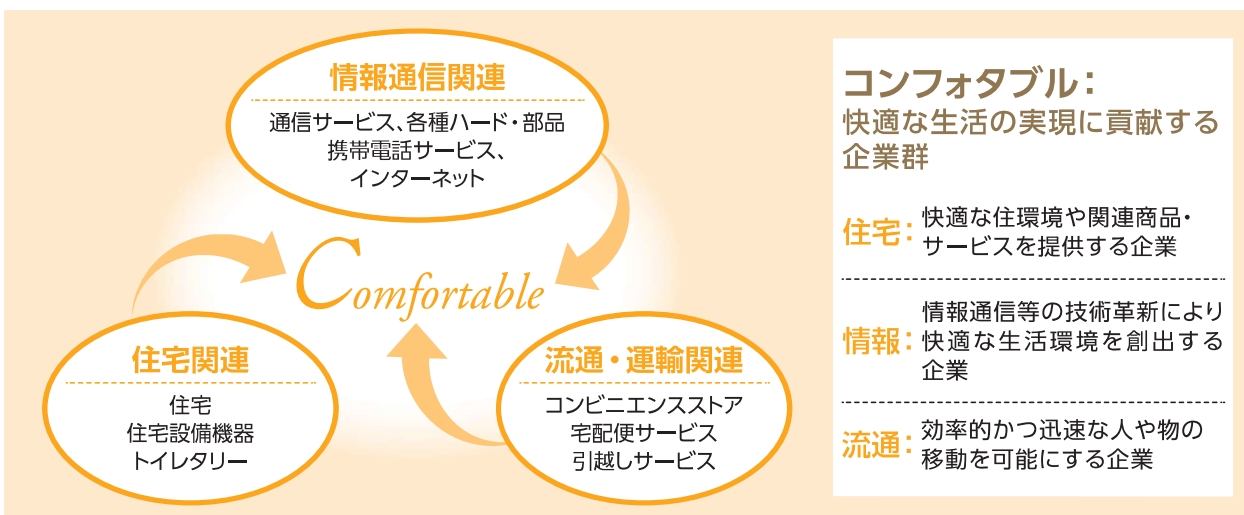 情報通信関連
通信サービス、各種ハード・部品
携帯電話サービス、
インターネット
Comfortable
住宅関連
住宅
住宅設備機器
トイレタリー
流通・運輸関連
コンビニエンスストア
宅配便サービス
引越しサービス
コンフォタブル：
快適な生活の実現に貢献する
企業群
住宅：快適な住環境や関連商品・
サービスを提供する企業
情報通信等の技術革新により
情報：快適な生活環境を創出する
企業
流通：効率的かつ迅速な人や物の
移動を可能にする企業